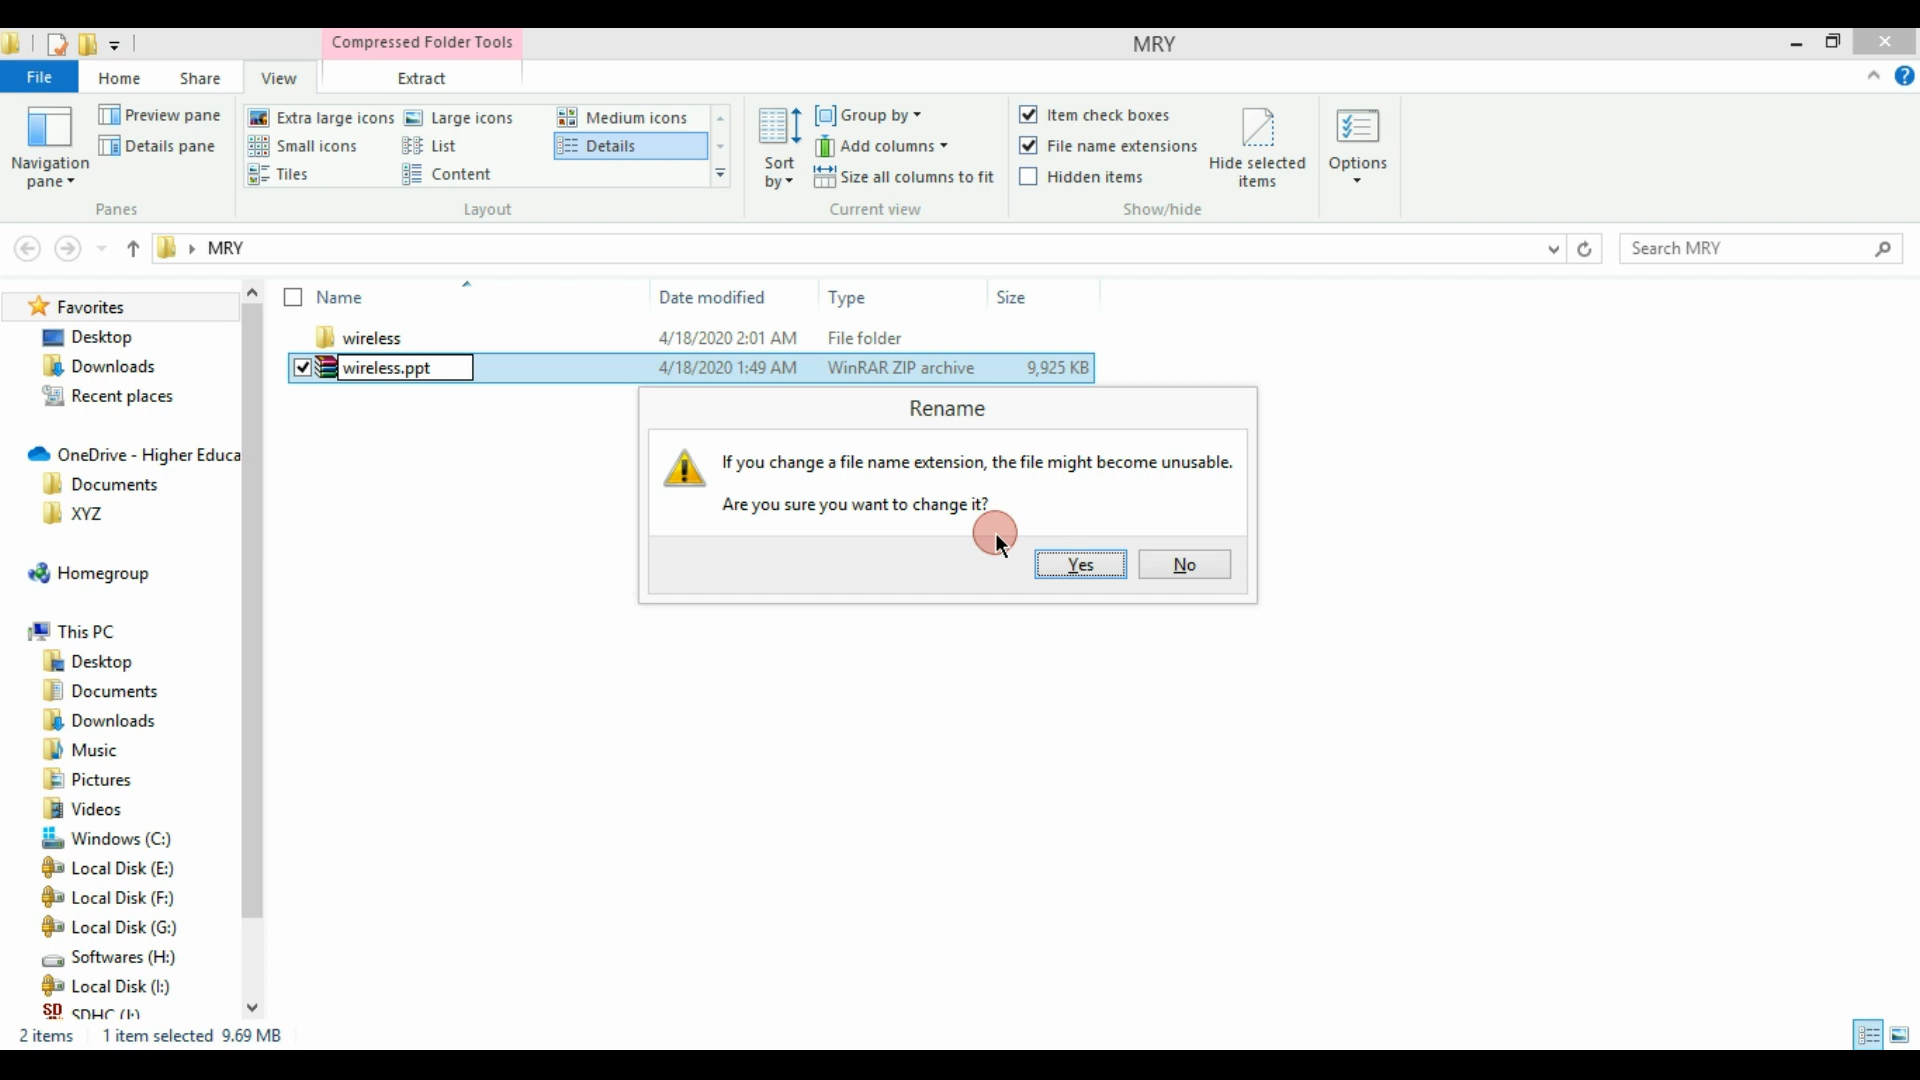 Compressed Folder Tools
MRY
File
Home
Share
View
Extract
Navigation pane
Preview pane
Details pane
Panes
Extra large icons
Large icons
Medium icons
Small icons
List
Details
Tiles
Content
Layout
Sort by
Group by
Add columns
Size all columns to fit
Current view
Item check boxes
File name extensions
Hidden items
Hide selected items
Show/hide
Options
MRY
Search MRY
Name
Date modified
Type
Size
wireless
4/18/2020 2:01 AM
File folder
wireless.ppt
4/18/2020 1:49 AM
WinRAR ZIP archive
9,925 KB
Rename
If you change a file name extension, the file might become unusable.
Are you sure you want to change it?
Yes
No
Favorites
Desktop
Downloads
Recent places
OneDrive - Higher Educa
Documents
XYZ
Homegroup
This PC
Desktop
Documents
Downloads
Music
Pictures
Videos
Windows (C:)
Local Disk (E:)
Local Disk (F:)
Local Disk (G:)
Softwares (H:)
Local Disk (I:)
SDHC (J:)
2 items
1 item selected 9.69 MB